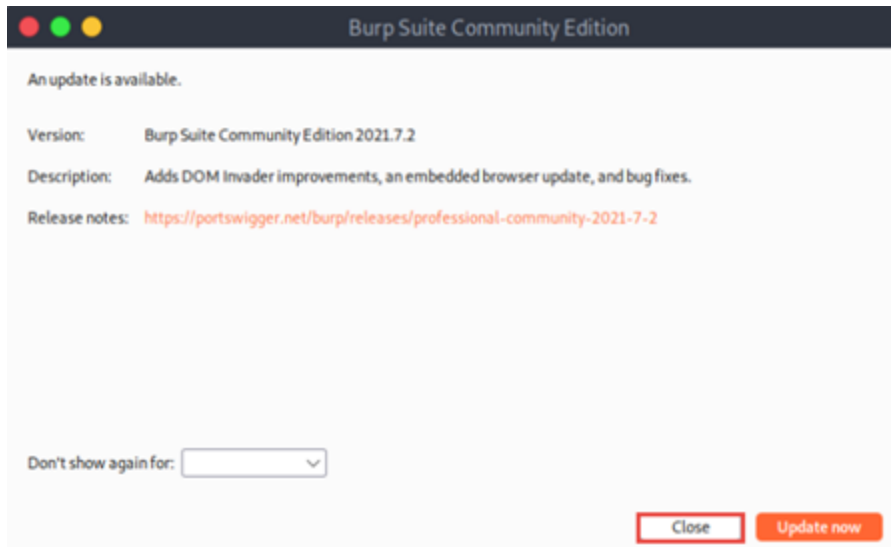 Burp Suite Community Edition
An update is available.
Version: Burp Suite Community Edition 2021.7.2
Description: Adds DOM Invader improvements, an embedded browser update, and bug fixes.
Release notes: https://portswigger.net/burp/releases/professional-community-2021-7-2
Don't show again for:
Close Update now